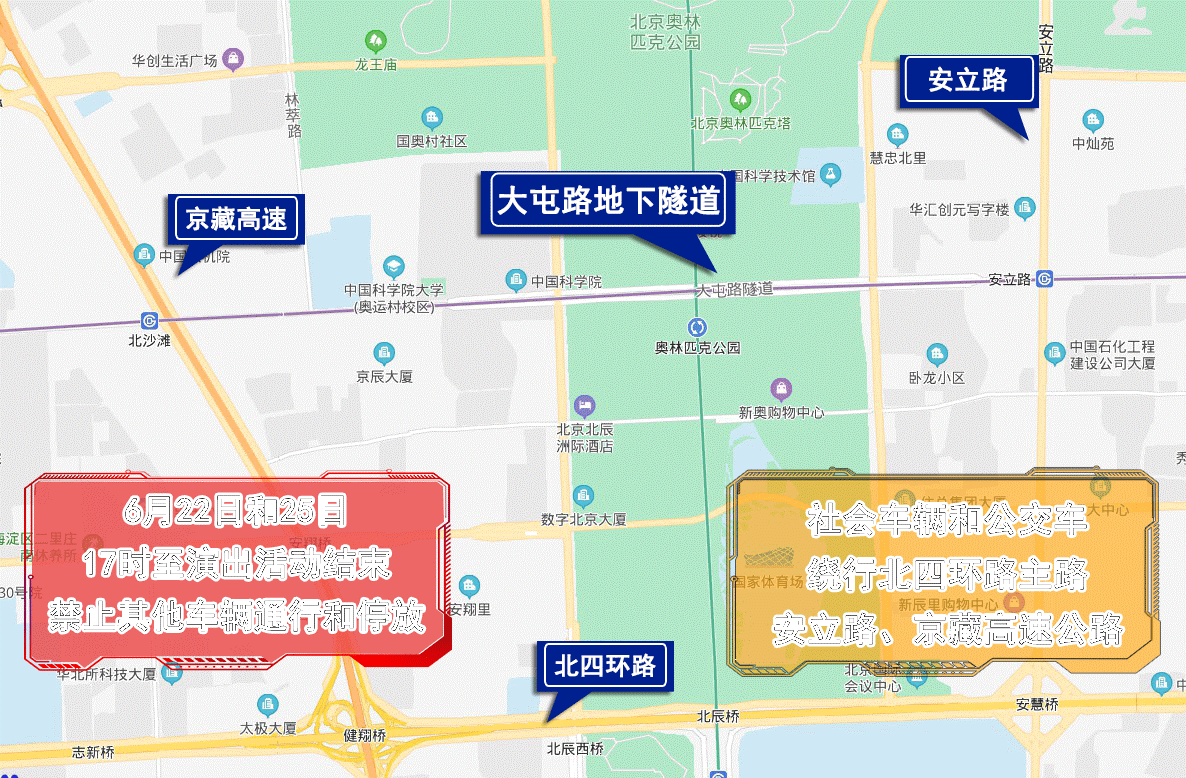 北京奥林
匹克公园
安立路
华创生活广场
龙王庙
安立路
林萃路
国奥村社区
北京奥林匹克塔
中灿苑
慧忠北里
国科学技术馆
京藏高速
大屯路地下隧道
华汇创元写字楼
中国
机院
中国科学院大学
(奥运村校区)
中国科学院
大屯路隧道
安立路
北沙滩
奥林匹克公园
京辰大厦
卧龙小区
中国石化工程
建设公司大厦
新奥购物中心
北京北辰
洲际酒店
秀
6月22日和25日
17时至演出活动结束
禁止其他车辆通行和停放
安翔桥
海淀区二里庄
30号院
数字北京大厦
安翔里
社会车辆和公交车
绕行北四环路主路
安立路、京藏高速公路
大中心
国家体育场
新辰里购物中心
华北所科技大厦
北四环路
会议中心
太极大厦
健翔桥
志新桥
北辰桥
北辰西桥
安慧桥
中